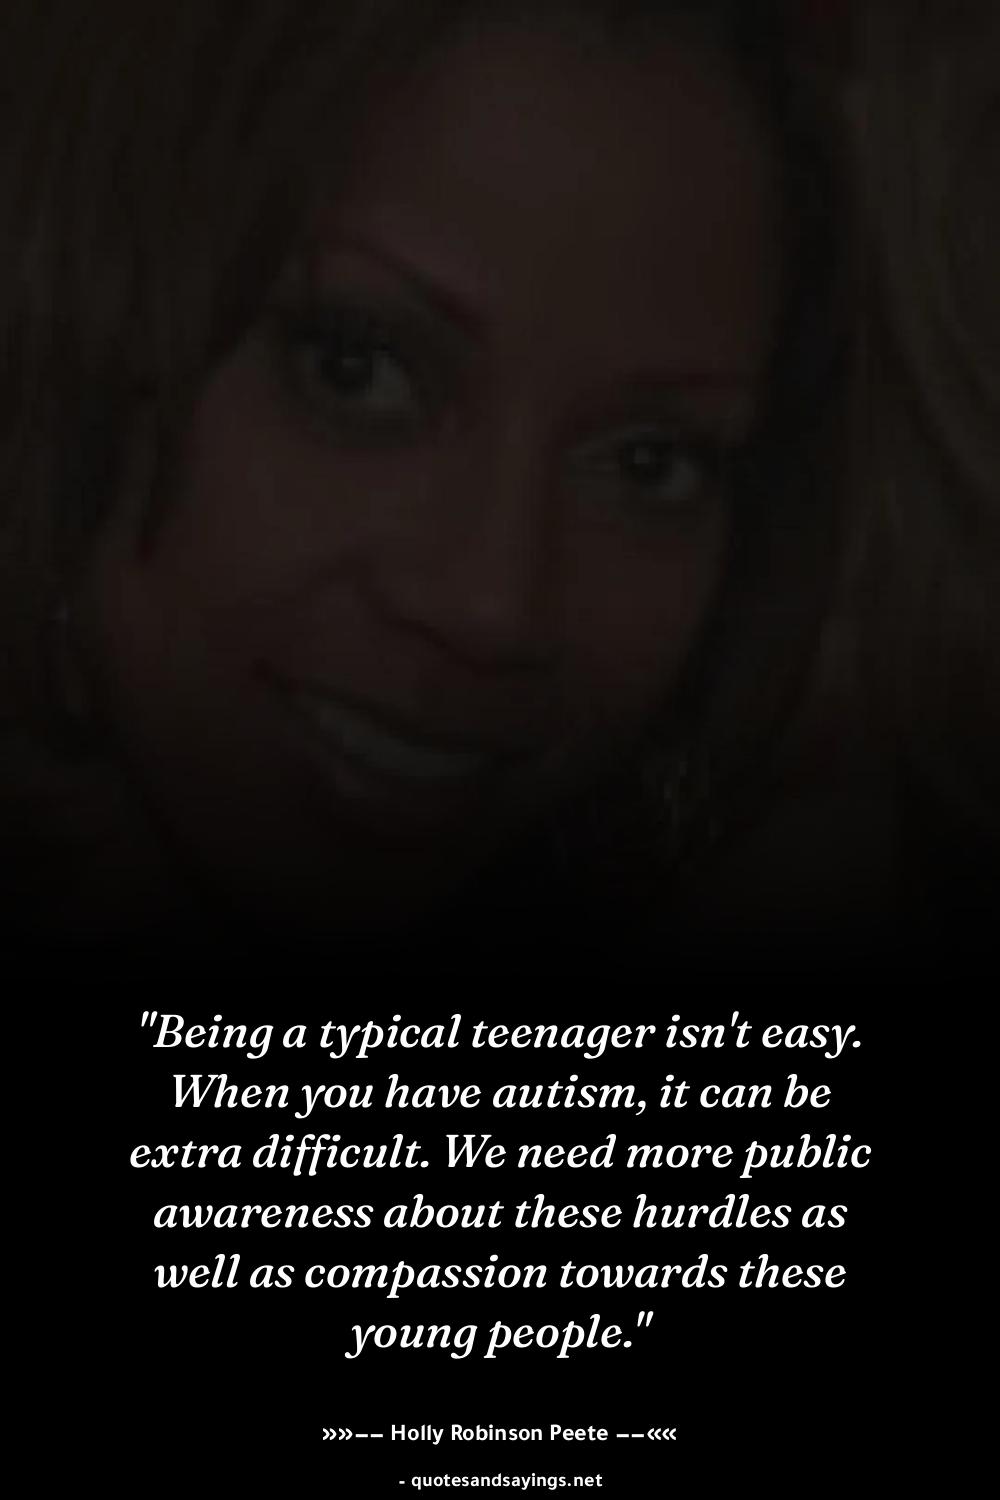 "Being a typical teenager isn't easy.
When you have autism, it can be
extra difficult. We need more public
awareness about these hurdles as
well as compassion towards these
young people."
»»−− Holly Robinson Peete −−««
- quotesandsayings.net